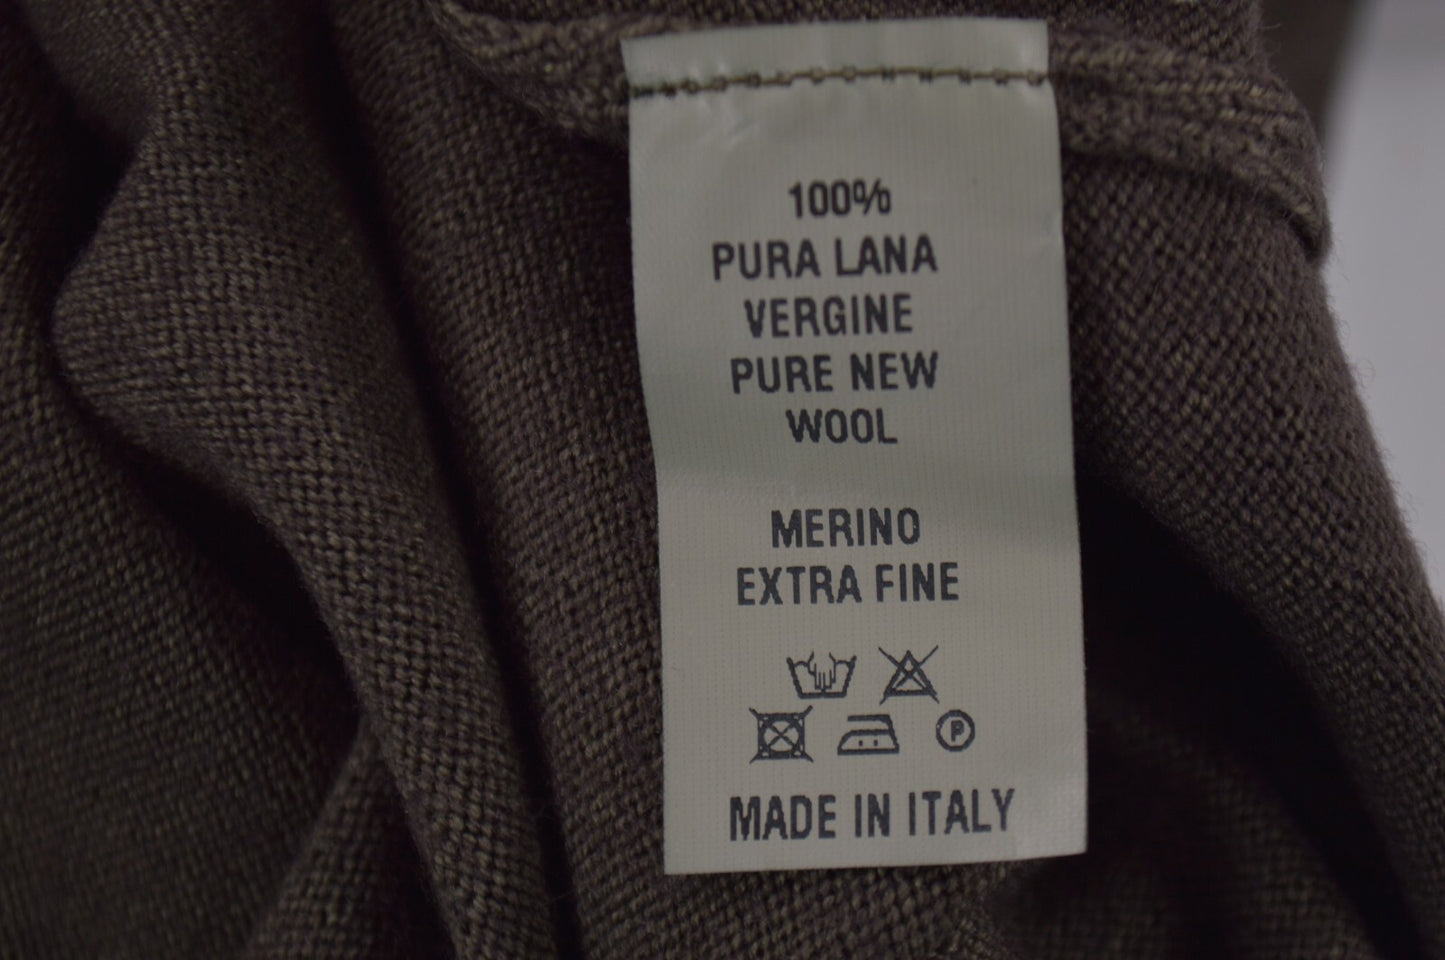 100%
PURA LANA
VERGINE
PURE NEW
WOOL
MERINO
EXTRA FINE
P
MADE IN ITALY